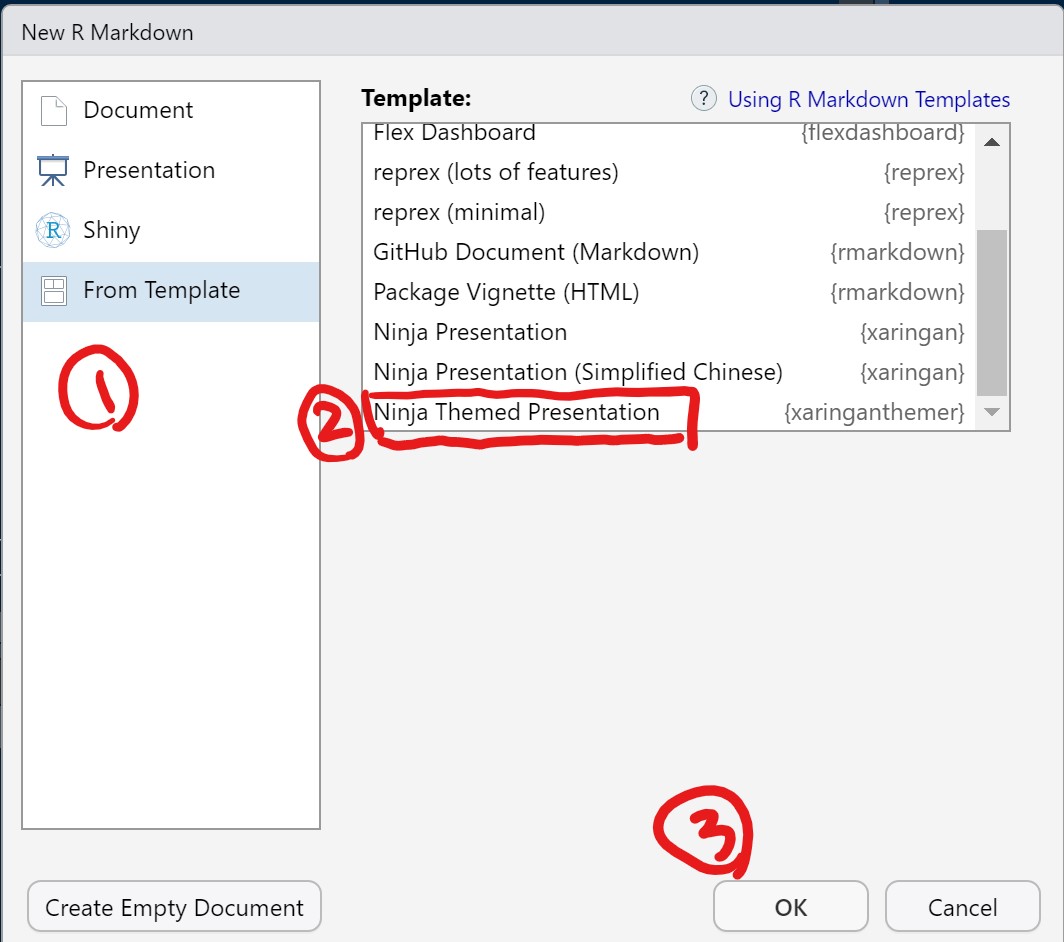 New R Markdown
Document
Presentation
R Shiny
From Template
1
Template:
? Using R Markdown Templates
Flex Dashboard {flexdashboard}
reprex (lots of features) {reprex}
reprex (minimal) {reprex}
GitHub Document (Markdown) {rmarkdown}
Package Vignette (HTML) {rmarkdown}
Ninja Presentation {xaringan}
Ninja Presentation (Simplified Chinese) {xaringan}
2 Ninja Themed Presentation {xaringanthemer}
3
Create Empty Document OK Cancel